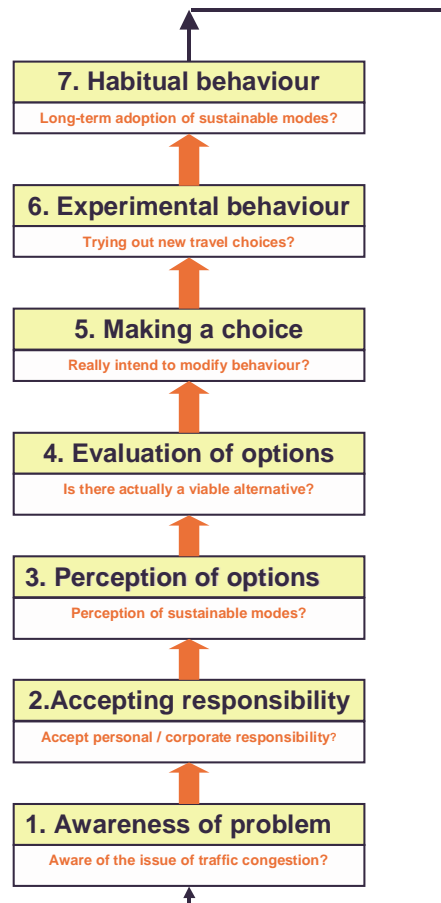 7. Habitual behaviour
Long-term adoption of sustainable modes?
6. Experimental behaviour
Trying out new travel choices?
5. Making a choice
Really intend to modify behaviour?
4. Evaluation of options
Is there actually a viable alternative?
3. Perception of options
Perception of sustainable modes?
2.Accepting responsibility
Accept personal / corporate responsibility?
1. Awareness of problem
Aware of the issue of traffic congestion?